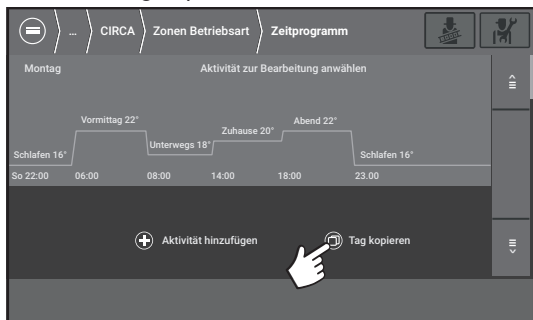 ... CIRCA Zonen Betriebsart Zeitprogramm
Montag Aktivität zur Bearbeitung anwählen
Vormittag 22° Abend 22°
Zuhause 20°
Unterwegs 18°
Schlafen 16° Schlafen 16°
So 22:00 06:00 08:00 14:00 18:00 23.00
Aktivität hinzufügen Tag kopieren